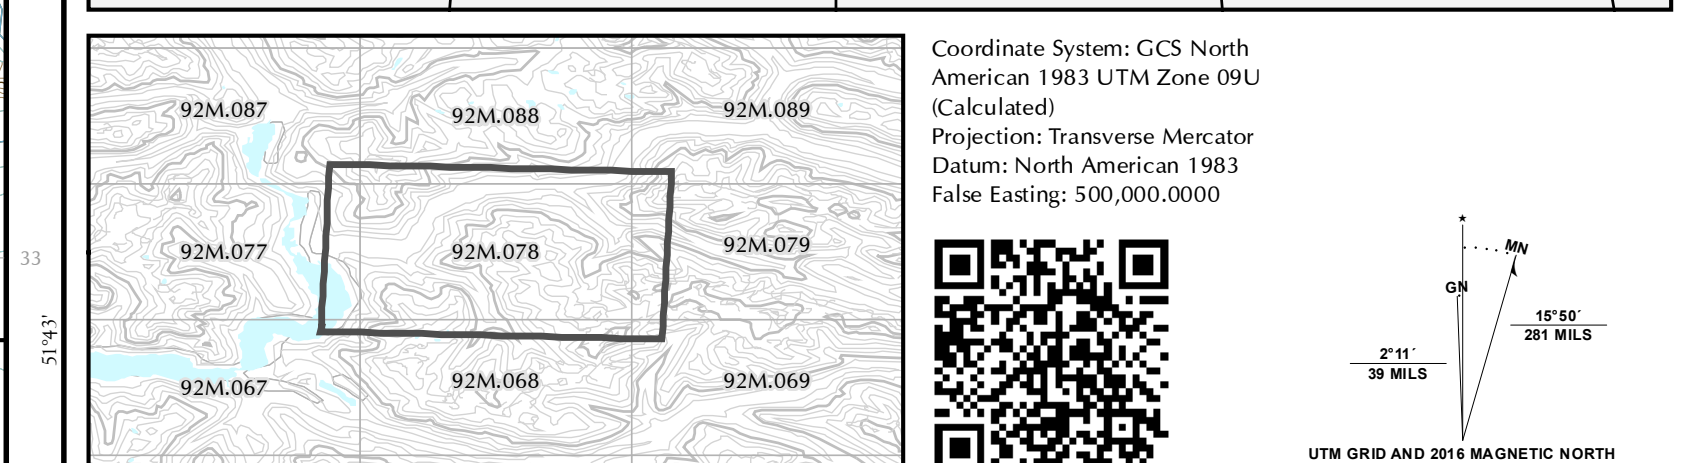 92M.087
92M.088
92M.089
92M.077
92M.078
92M.079
92M.067
92M.068
92M.069
33
51°43'
Coordinate System: GCS North
American 1983 UTM Zone 09U
(Calculated)
Projection: Transverse Mercator
Datum: North American 1983
False Easting: 500,000.0000
MN
GN
15°50´
281 MILS
2°11´
39 MILS
UTM GRID AND 2016 MAGNETIC NORTH